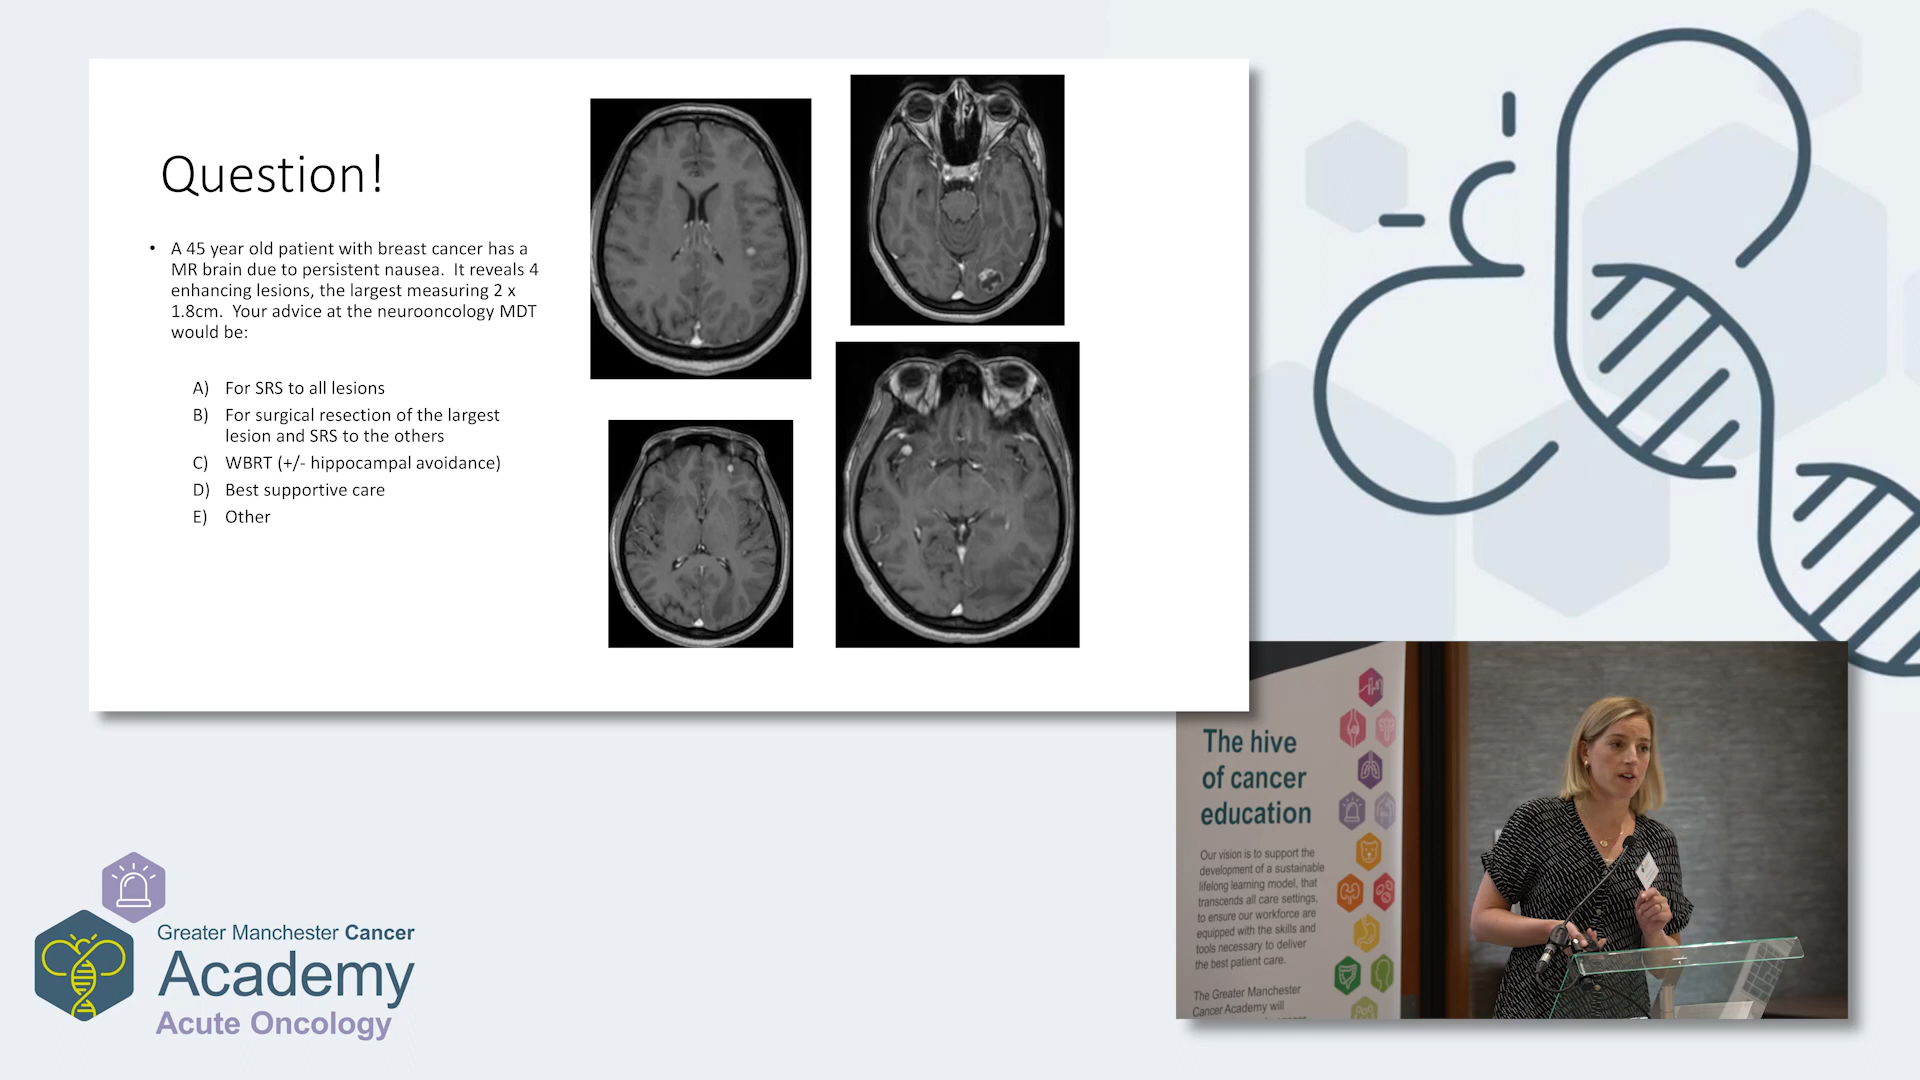 Question!
• A 45 year old patient with breast cancer has a
MR brain due to persistent nausea. It reveals 4
enhancing lesions, the largest measuring 2 x
1.8cm. Your advice at the neurooncology MDT
would be:
A) For SRS to all lesions
B) For surgical resection of the largest
lesion and SRS to the others
C) WBRT (+/- hippocampal avoidance)
D) Best supportive care
E) Other
The hive
of cancer
education
Our vision is to support the
development of a sustainable
lifelong learning model, that
transcends all care settings,
to ensure our workforce are
equipped with the skills and
tools necessary to deliver
the best patient care.
The Greater Manchester
Cancer Academy will
Greater Manchester Cancer
Academy
Acute Oncology